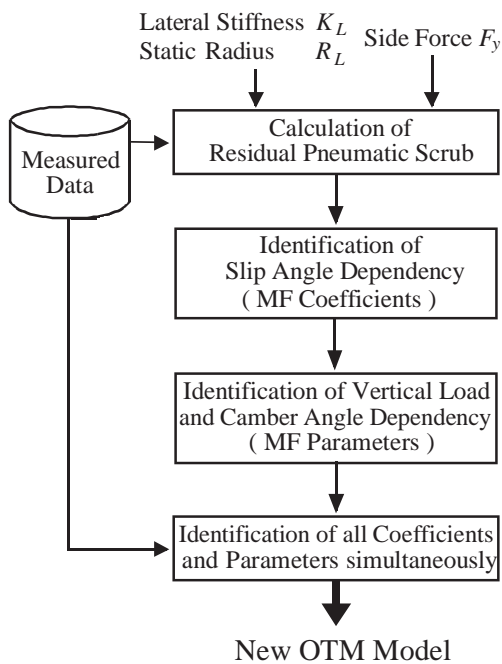 Lateral Stiffness K_L
Static Radius R_L
Side Force F_y
Measured
Data
Calculation of
Residual Pneumatic Scrub
Identification of
Slip Angle Dependency
( MF Coefficients )
Identification of Vertical Load
and Camber Angle Dependency
( MF Parameters )
Identification of all Coefficients
and Parameters simultaneously
New OTM Model